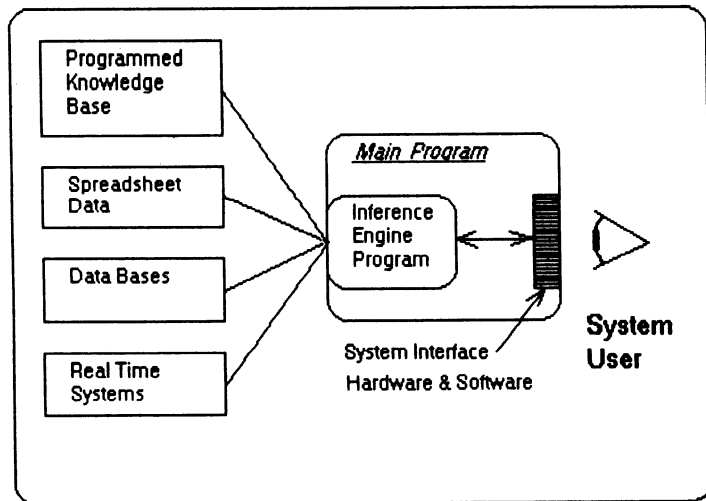 Programmed
Knowledge
Base
Spreadsheet
Data
Data Bases
Real Time
Systems
Main Program
Inference
Engine
Program
System Interface
Hardware & Software
System
User